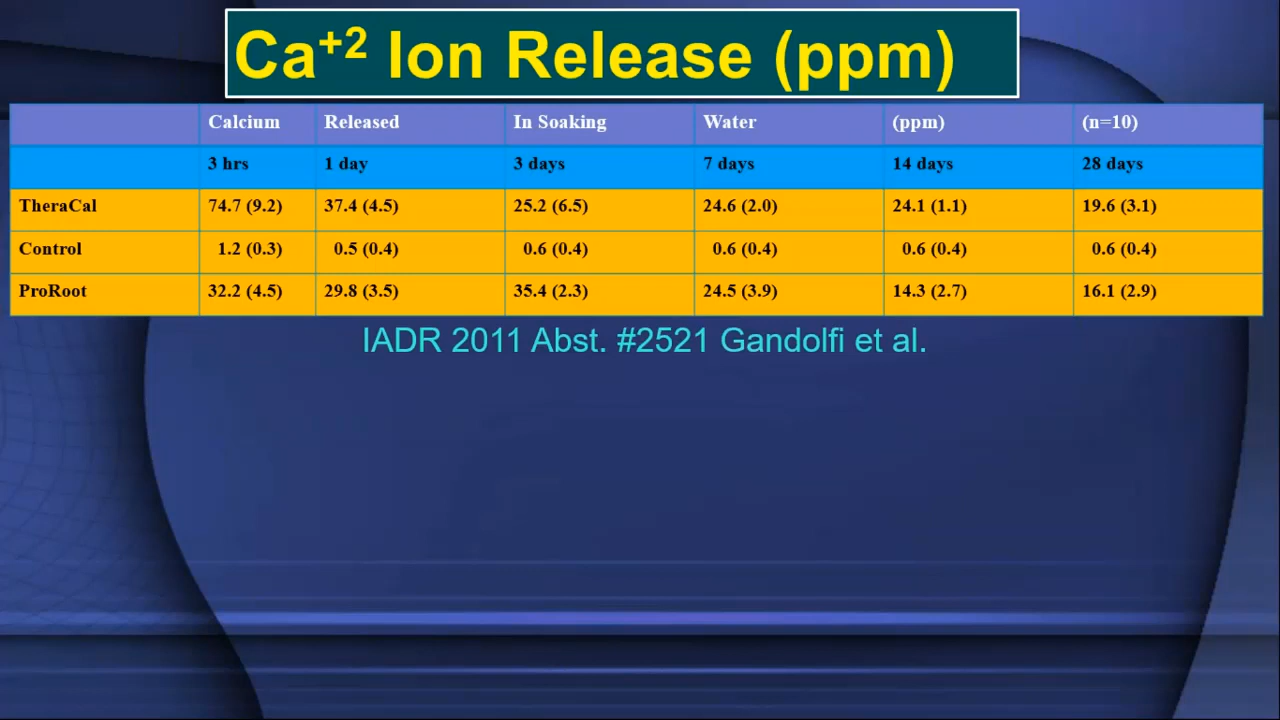 Ca+2 Ion Release (ppm)
Calcium Released In Soaking Water (ppm) (n=10)
3 hrs 1 day 3 days 7 days 14 days 28 days
TheraCal 74.7 (9.2) 37.4 (4.5) 25.2 (6.5) 24.6 (2.0) 24.1 (1.1) 19.6 (3.1)
Control 1.2 (0.3) 0.5 (0.4) 0.6 (0.4) 0.6 (0.4) 0.6 (0.4) 0.6 (0.4)
ProRoot 32.2 (4.5) 29.8 (3.5) 35.4 (2.3) 24.5 (3.9) 14.3 (2.7) 16.1 (2.9)
IADR 2011 Abst. #2521 Gandolfi et al.